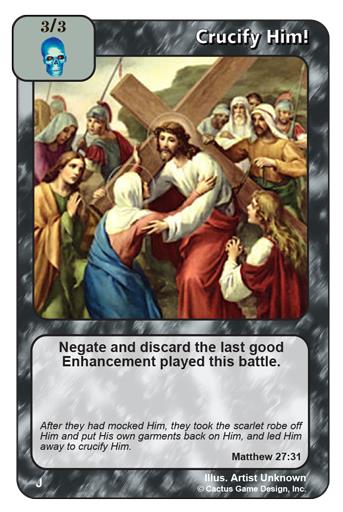 3/3
Crucify Him!
Negate and discard the last good
Enhancement played this battle.
After they had mocked Him, they took the scarlet robe off
Him and put His own garments back on Him, and led Him
away to crucify Him.
Matthew 27:31
J
Illus. Artist Unknown
© Cactus Game Design, Inc.